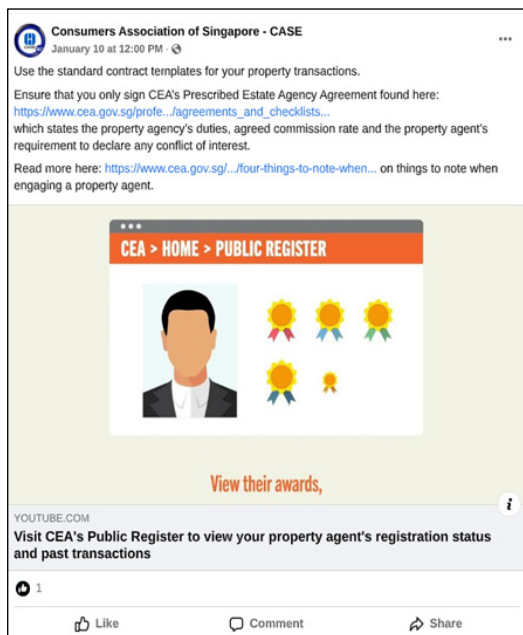 Consumers Association of Singapore - CASE
January 10 at 12:00 PM ·
Use the standard contract templates for your property transactions.
Ensure that you only sign CEA's Prescribed Estate Agency Agreement found here:
https://www.cea.gov.sg/profe.../agreements_and_checklists...
which states the property agency's duties, agreed commission rate and the property agent's
requirement to declare any conflict of interest.
Read more here: https://www.cea.gov.sg/.../four-things-to-note-when... on things to note when
engaging a property agent.
CEA > HOME > PUBLIC REGISTER
View their awards,
YOUTUBE.COM
Visit CEA's Public Register to view your property agent's registration status
and past transactions
1
Like Comment Share